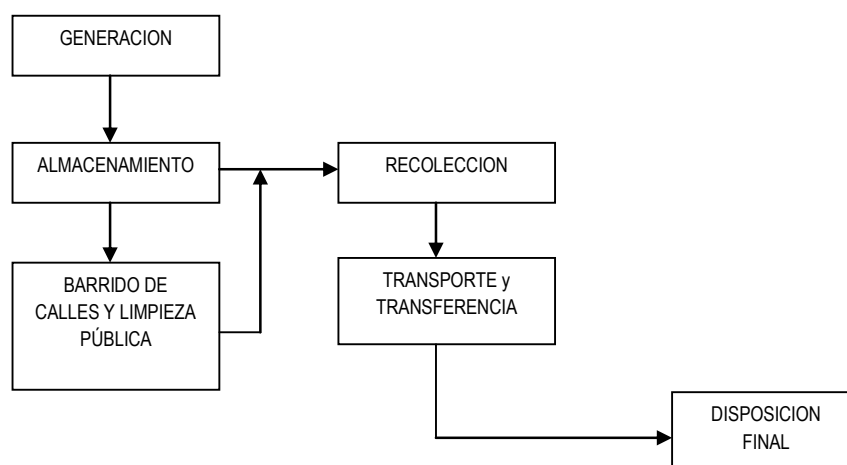 GENERACION
ALMACENAMIENTO
RECOLECCION
BARRIDO DE
CALLES Y LIMPIEZA
PÚBLICA
TRANSPORTE y
TRANSFERENCIA
DISPOSICION
FINAL